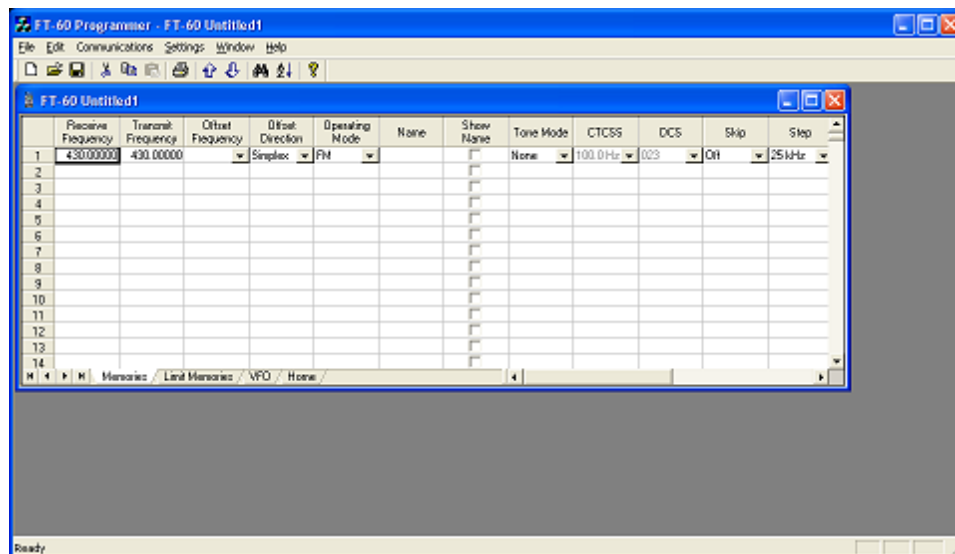 FT-60 Programmer - FT-60 Untitled1
File Edit Communications Settings Window Help
FT-60 Untitled1
Receive Frequency Transmit Frequency Offset Frequency Offset Direction Operating Mode Name Show Name Tone Mode CTCSS DCS Skip Step
1 430.00000 430.00000 Simplex FM None 100.0 Hz 023 Off 25 kHz
2
3
4
5
6
7
8
9
10
11
12
13
14
Memories Limit Memories VFO Home
Ready